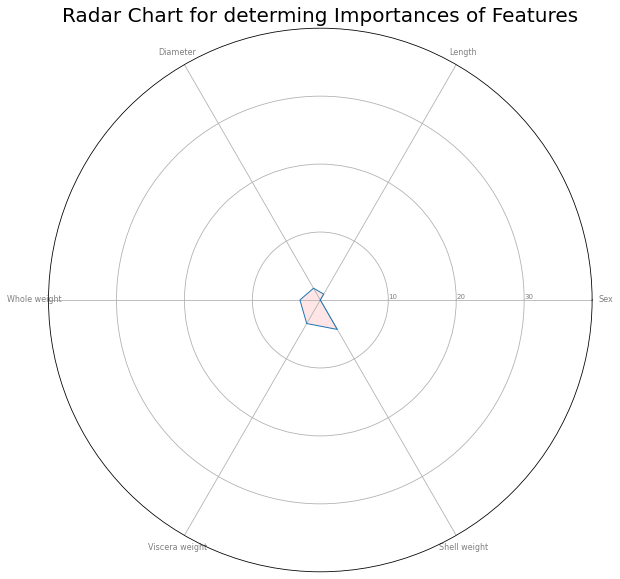 Radar Chart for determing Importances of Features
Diameter
Length
Whole weight
10
20
30
Sex
Viscera weight
Shell weight